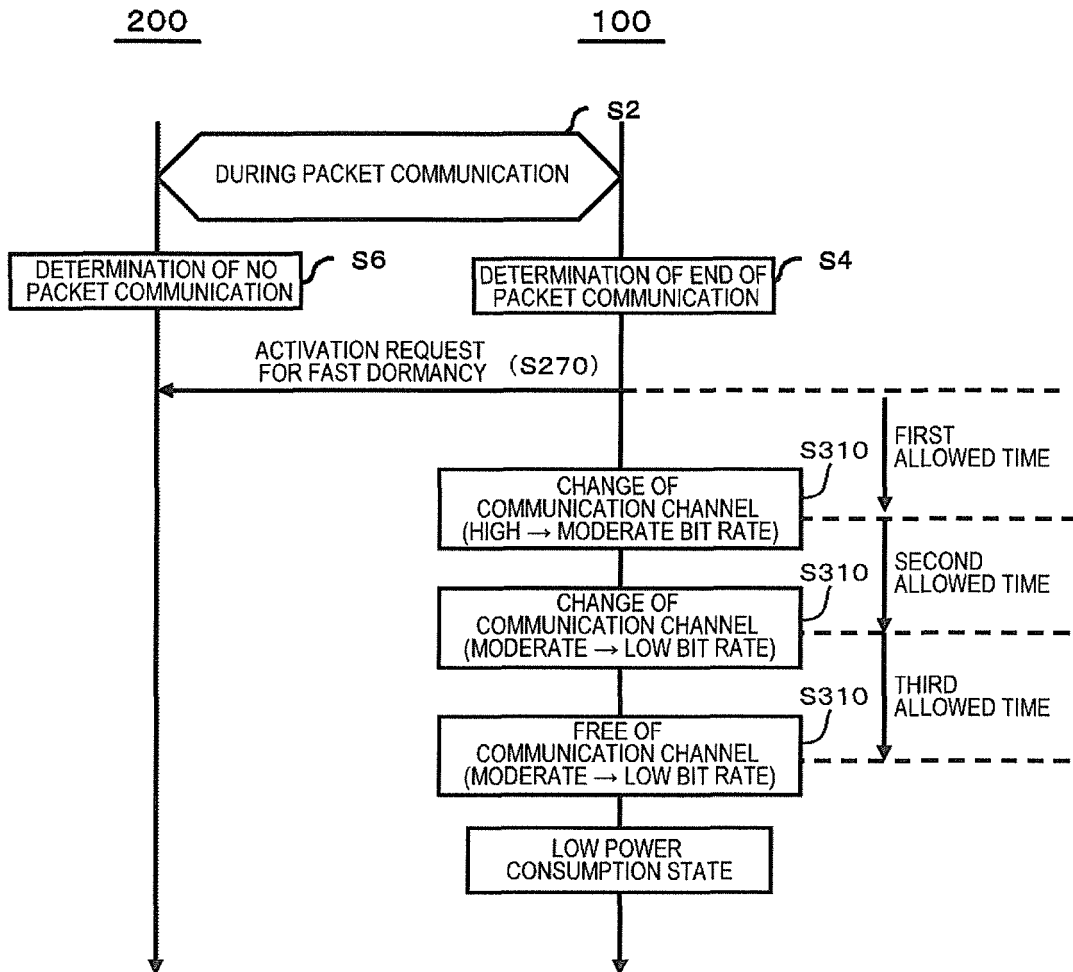 200
100
S2
DURING PACKET COMMUNICATION
DETERMINATION OF NO
PACKET COMMUNICATION
S6
DETERMINATION OF END OF
PACKET COMMUNICATION
S4
ACTIVATION REQUEST
FOR FAST DORMANCY
(S270)
FIRST
ALLOWED TIME
S310
CHANGE OF
COMMUNICATION CHANNEL
(HIGH → MODERATE BIT RATE)
SECOND
ALLOWED TIME
S310
CHANGE OF
COMMUNICATION CHANNEL
(MODERATE → LOW BIT RATE)
THIRD
ALLOWED TIME
S310
FREE OF
COMMUNICATION CHANNEL
(MODERATE → LOW BIT RATE)
LOW POWER
CONSUMPTION STATE